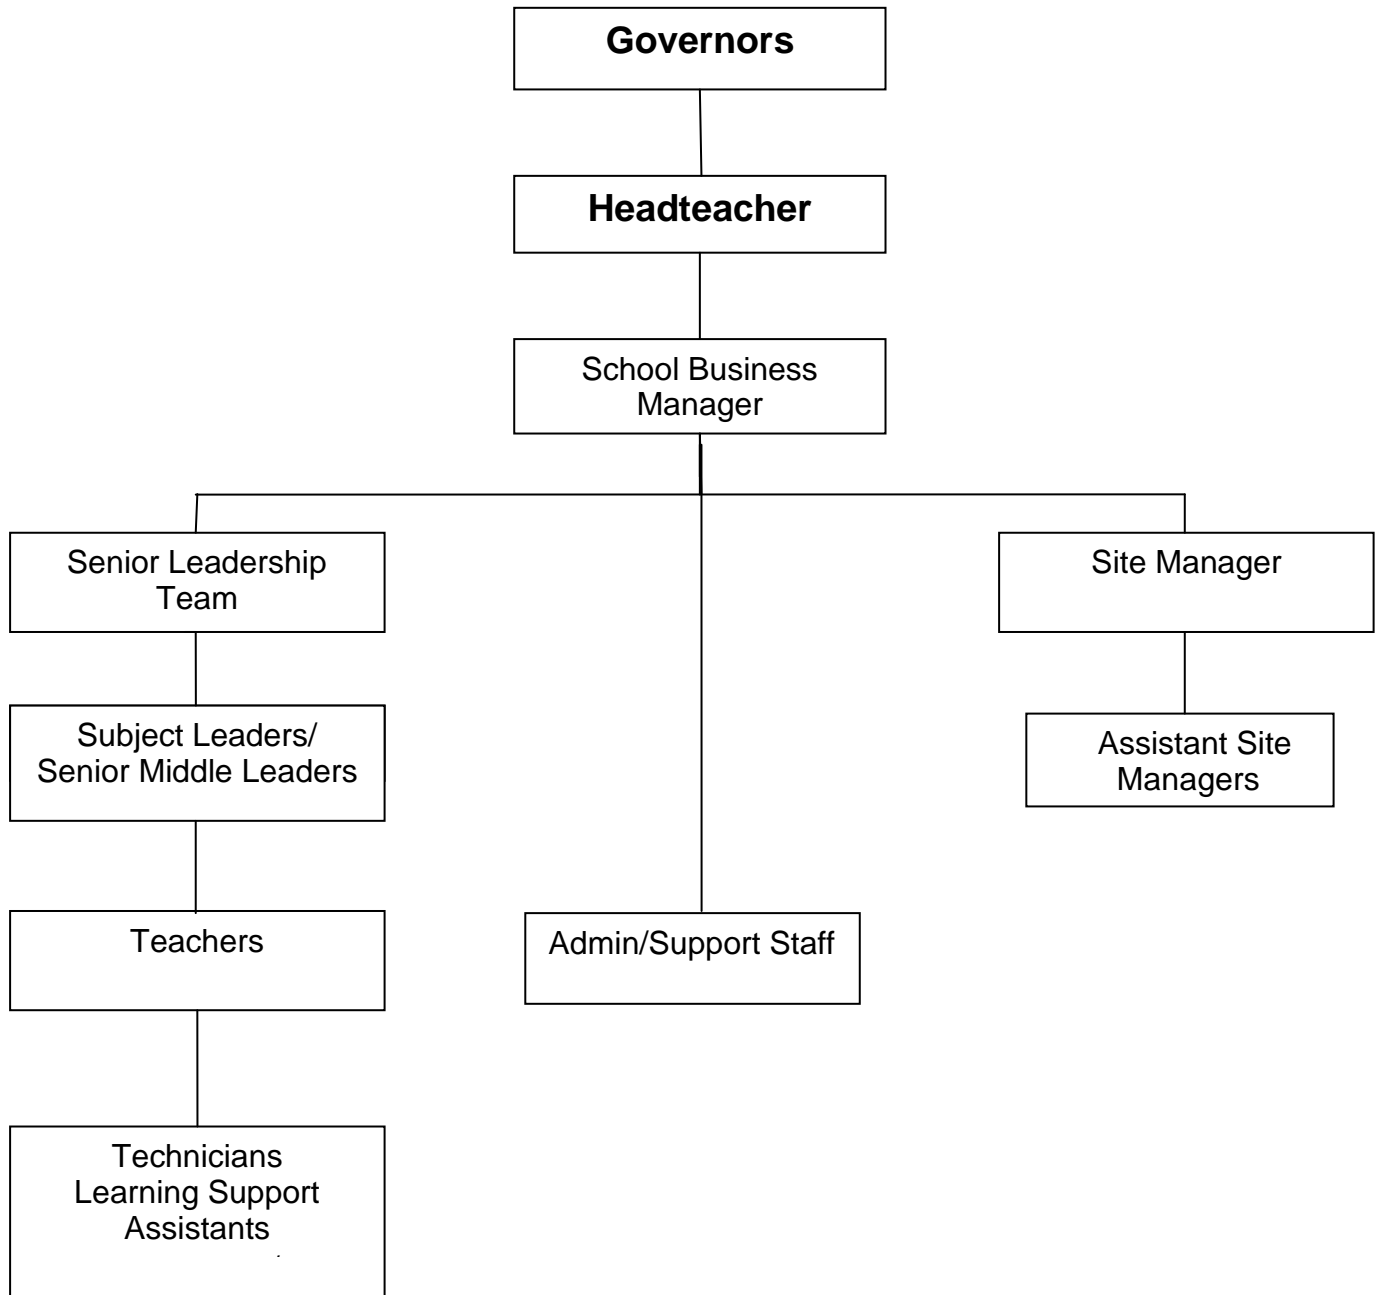 Governors
Headteacher
School Business
Manager
Senior Leadership
Team
Site Manager
Subject Leaders/
Senior Middle Leaders
Assistant Site
Managers
Teachers
Admin/Support Staff
Technicians
Learning Support
Assistants